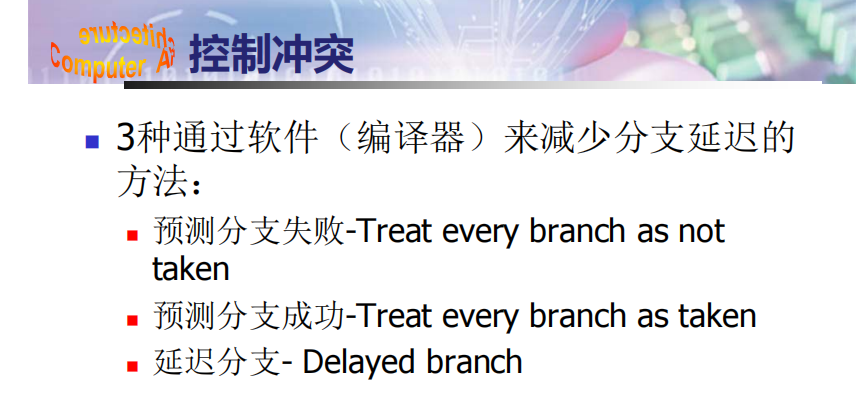 Computer Architecture
控制冲突
3种通过软件（编译器）来减少分支延迟的
方法：
预测分支失败-Treat every branch as not
taken
预测分支成功-Treat every branch as taken
延迟分支- Delayed branch